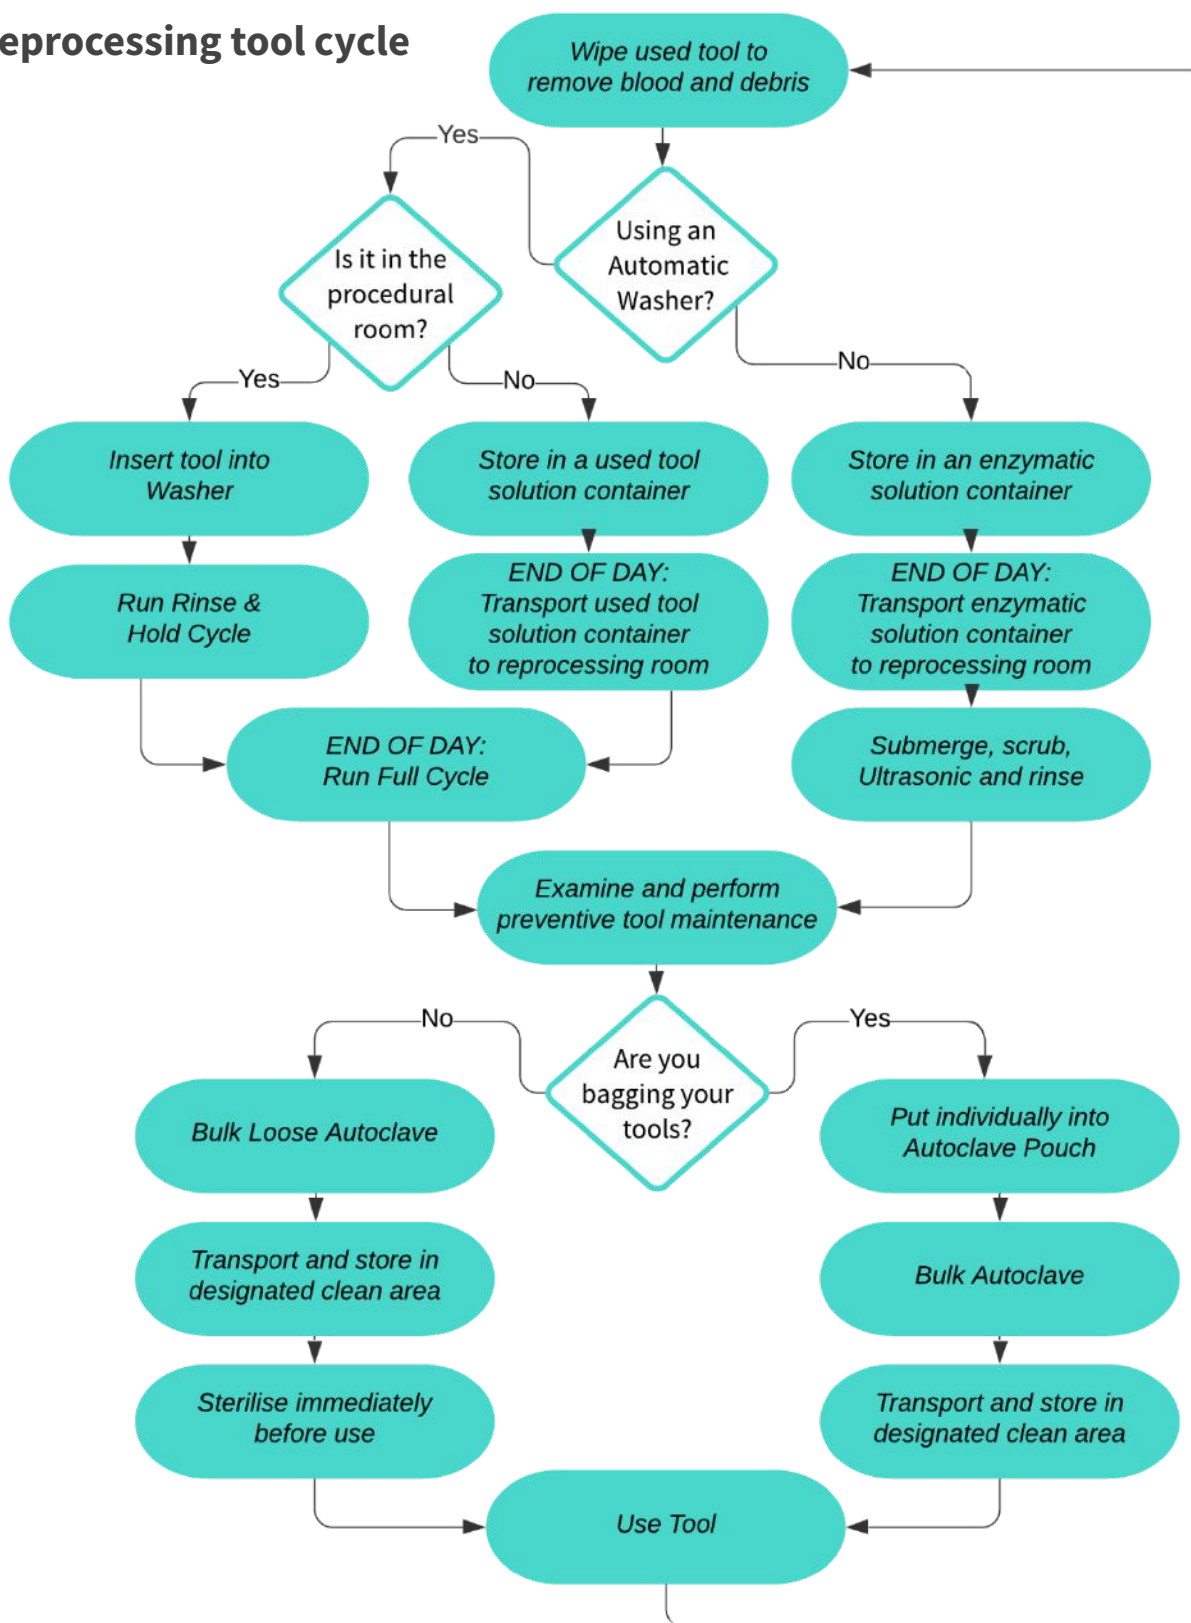 eprocessing tool cycle
Wipe used tool to
remove blood and debris
Yes
Using an
Automatic
Washer?
Is it in the
procedural
room?
No
Yes
No
Insert tool into
Washer
Store in a used tool
solution container
Store in an enzymatic
solution container
Run Rinse &
Hold Cycle
END OF DAY:
Transport used tool
solution container
to reprocessing room
END OF DAY:
Transport enzymatic
solution container
to reprocessing room
END OF DAY:
Run Full Cycle
Submerge, scrub,
Ultrasonic and rinse
Examine and perform
preventive tool maintenance
No
Yes
Are you
bagging your
tools?
Bulk Loose Autoclave
Put individually into
Autoclave Pouch
Transport and store in
designated clean area
Bulk Autoclave
Sterilise immediately
before use
Transport and store in
designated clean area
Use Tool